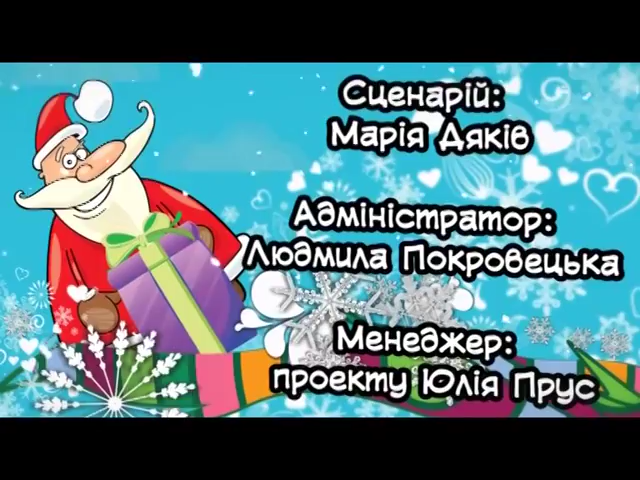 Сценарій:
Марія Дяків
Адміністратор:
Людмила Покровецька
Менеджер:
проекту Юлія Прус